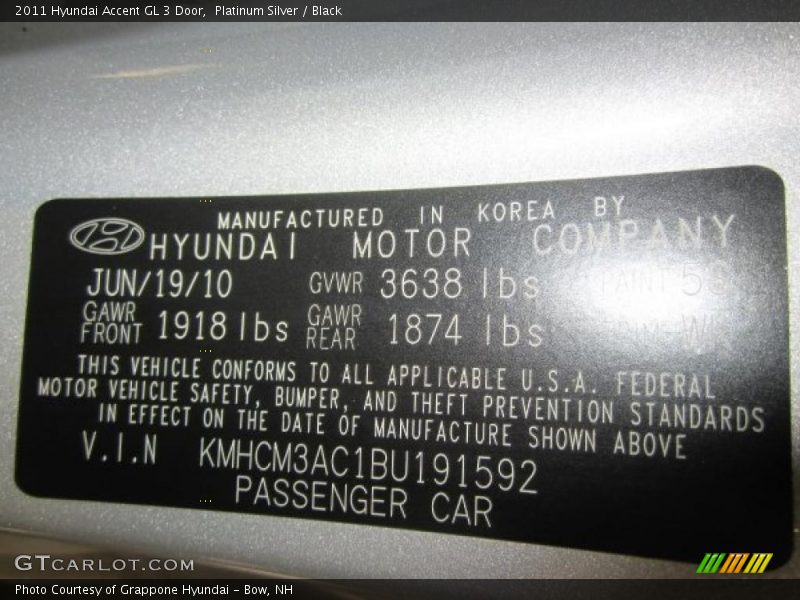 2011 Hyundai Accent GL 3 Door, Platinum Silver / Black
MANUFACTURED IN KOREA BY
HYUNDAI MOTOR COMPANY
JUN/19/10 GVWR 3638 lbs PAINT
GAWR FRONT 1918 lbs GAWR REAR 1874 lbs
THIS VEHICLE CONFORMS TO ALL APPLICABLE U.S.A. FEDERAL
MOTOR VEHICLE SAFETY, BUMPER, AND THEFT PREVENTION STANDARDS
IN EFFECT ON THE DATE OF MANUFACTURE SHOWN ABOVE
V.I.N KMHCM3AC1BU191592
PASSENGER CAR
GTCARLOT.COM
Photo Courtesy of Grappone Hyundai - Bow, NH